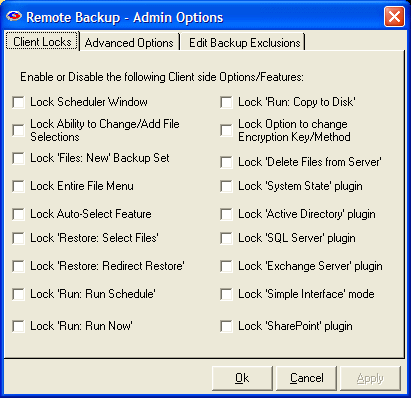 Remote Backup - Admin Options
Client Locks
Advanced Options
Edit Backup Exclusions
Enable or Disable the following Client side Options/Features:
Lock Scheduler Window
Lock Ability to Change/Add File
Selections
Lock 'Files: New' Backup Set
Lock Entire File Menu
Lock Auto-Select Feature
Lock 'Restore: Select Files'
Lock 'Restore: Redirect Restore'
Lock 'Run: Run Schedule'
Lock 'Run: Run Now'
Lock 'Run: Copy to Disk'
Lock Option to change
Encryption Key/Method
Lock 'Delete Files from Server'
Lock 'System State' plugin
Lock 'Active Directory' plugin
Lock 'SQL Server' plugin
Lock 'Exchange Server' plugin
Lock 'Simple Interface' mode
Lock 'SharePoint' plugin
Ok
Cancel
Apply